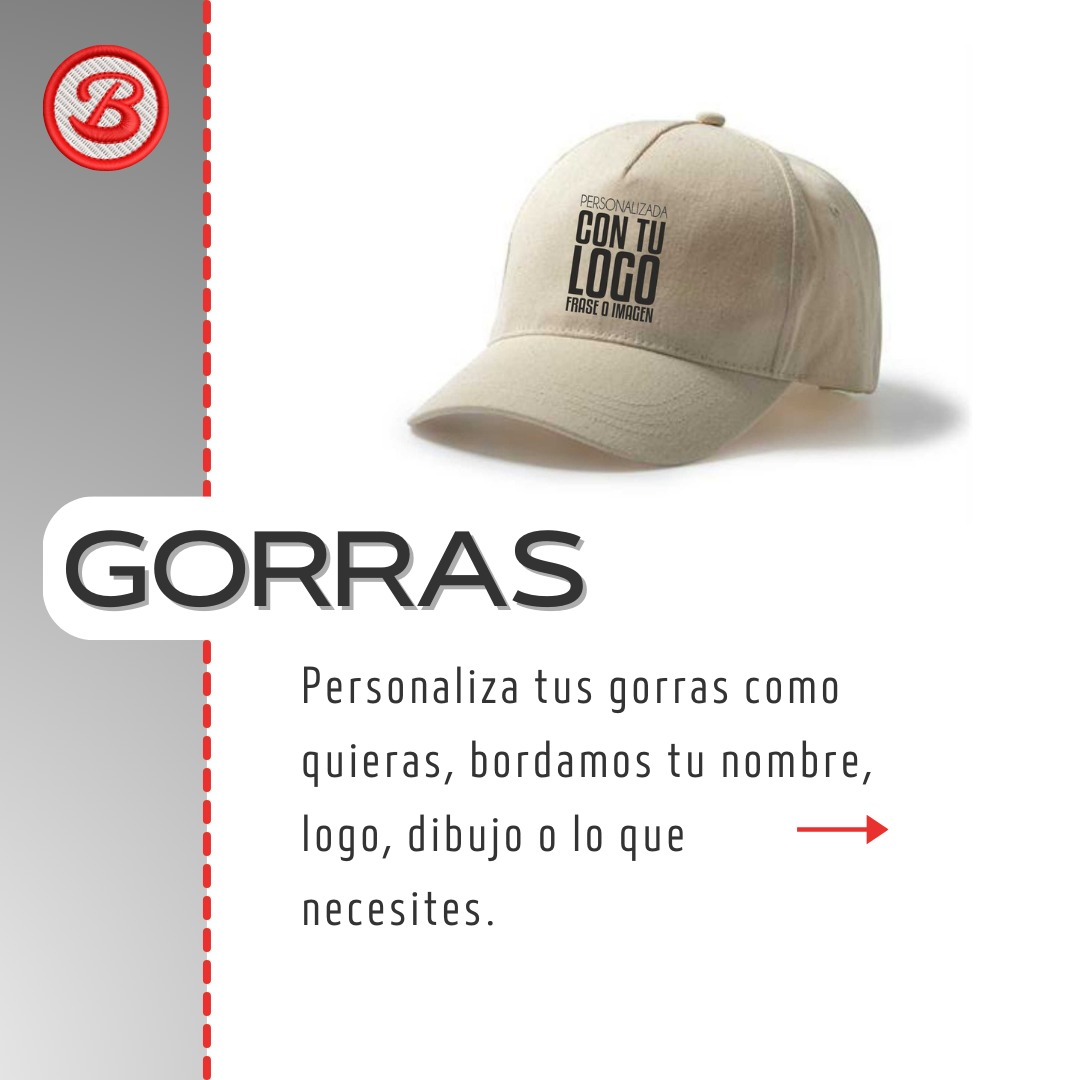 B
PERSONALIZADA
CON TU
LOGO
FRASE O IMAGEN
GORRAS
Personaliza tus gorras como
quieras, bordamos tu nombre,
logo, dibujo o lo que
necesites.